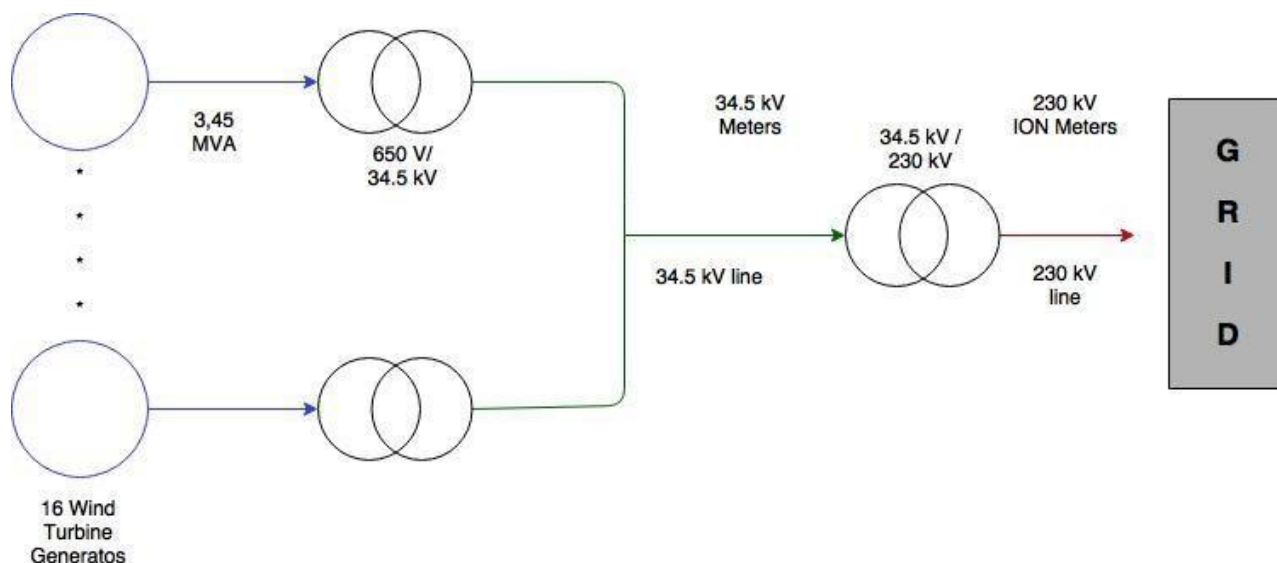 3,45
MVA
650 V/
34.5 kV
34.5 kV
Meters
34.5 kV /
230 kV
230 kV
ION Meters
34.5 kV line
230 kV
line
G
R
I
D
*
*
*
*
16 Wind
Turbine
Generatos